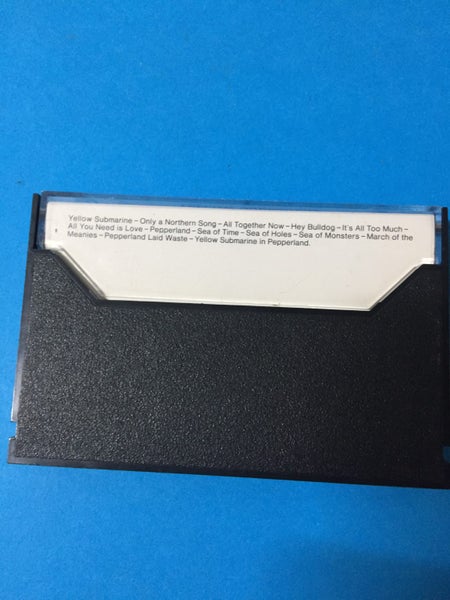 Yellow Submarine – Only a Northern Song – All Together Now – Hey Bulldog – It's All Too Much –
All You Need is Love – Pepperland – Sea of Time – Sea of Holes – Sea of Monsters – March of the
Meanies – Pepperland Laid Waste – Yellow Submarine in Pepperland.